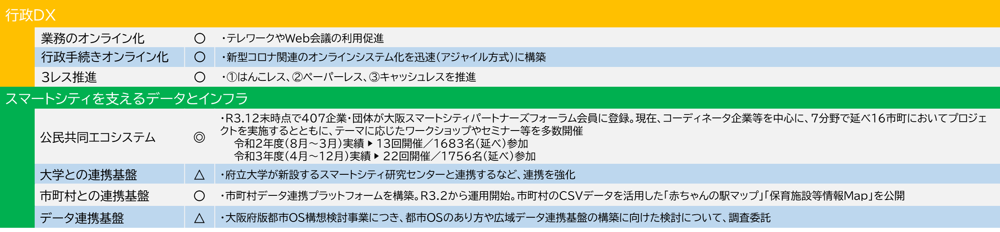 行政DX
業務のオンライン化 ○ ・テレワークやWeb会議の利用促進
行政手続きオンライン化 ○ ・新型コロナ関連のオンラインシステム化を迅速(アジャイル方式)に構築
3レス推進 ○ ・①はんこレス、②ペーパーレス、③キャッシュレスを推進
スマートシティを支えるデータとインフラ
公民共同エコシステム ◎ ・R3.12末時点で407企業・団体が大阪スマートシティパートナーズフォーラム会員に登録。現在、コーディネータ企業等を中心に、7分野で延べ16市町においてプロジェ
クトを実施するとともに、テーマに応じたワークショップやセミナー等を多数開催
令和2年度(8月~3月)実績▶13回開催/1683名(延べ)参加
令和3年度(4月~12月)実績▶22回開催/1756名(延べ)参加
大学との連携基盤 △ ・府立大学が新設するスマートシティ研究センターと連携するなど、連携を強化
市町村との連携基盤 ○ ・市町村データ連携プラットフォームを構築。R3.2から運用開始。市町村のCSVデータを活用した「赤ちゃんの駅マップ」「保育施設等情報Map」を公開
データ連携基盤 △ ・大阪府版都市OS構想検討事業につき、都市OSのあり方や広域データ連携基盤の構築に向けた検討について、調査委託